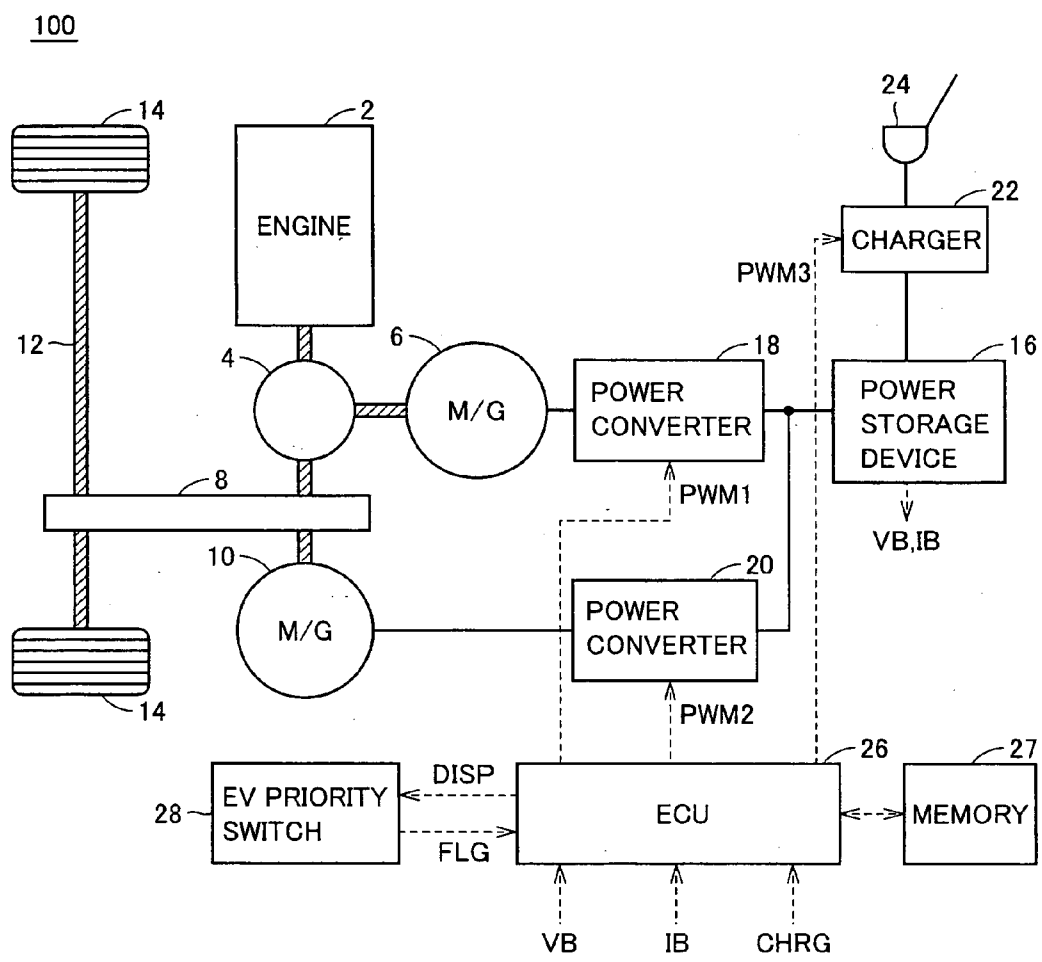 100
14
2
24
ENGINE
22
CHARGER
PWM3
12
6
4
18
16
M/G
POWER
CONVERTER
POWER
STORAGE
DEVICE
8
PWM1
VB,IB
10
20
M/G
POWER
CONVERTER
14
PWM2
26
27
DISP
28
EV PRIORITY
SWITCH
ECU
MEMORY
FLG
VB
IB
CHRG